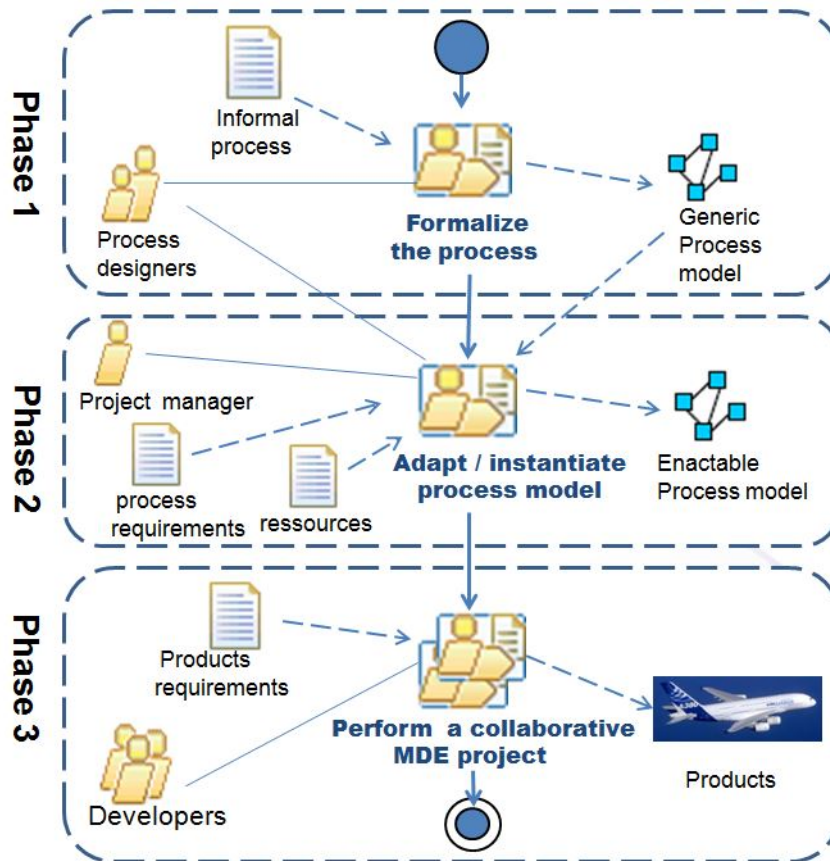 Phase 1
Informal
process
Process
designers
Formalize
the process
Generic
Process
model
Phase 2
Project manager
process
requirements
ressources
Adapt / instantiate
process model
Enactable
Process model
Phase 3
Products
requirements
Developers
Perform a collaborative
MDE project
Products